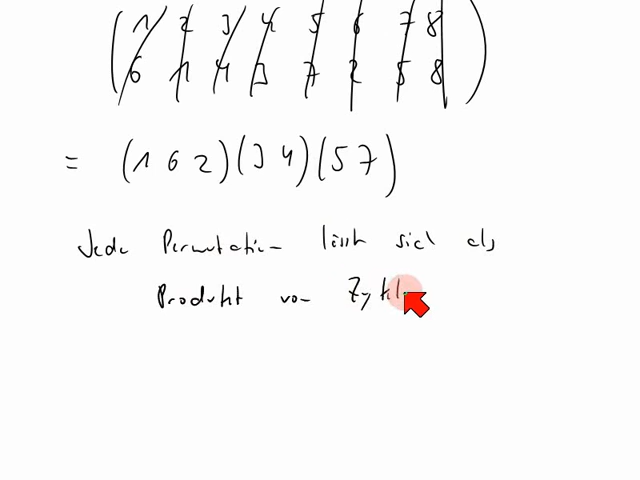 ( 1 2 3 4 5 6 7 8
6 1 4 3 7 2 5 8 )
= (1 6 2)(3 4)(5 7)
Jede Permutation lässt sich als
Produkt von Zykl